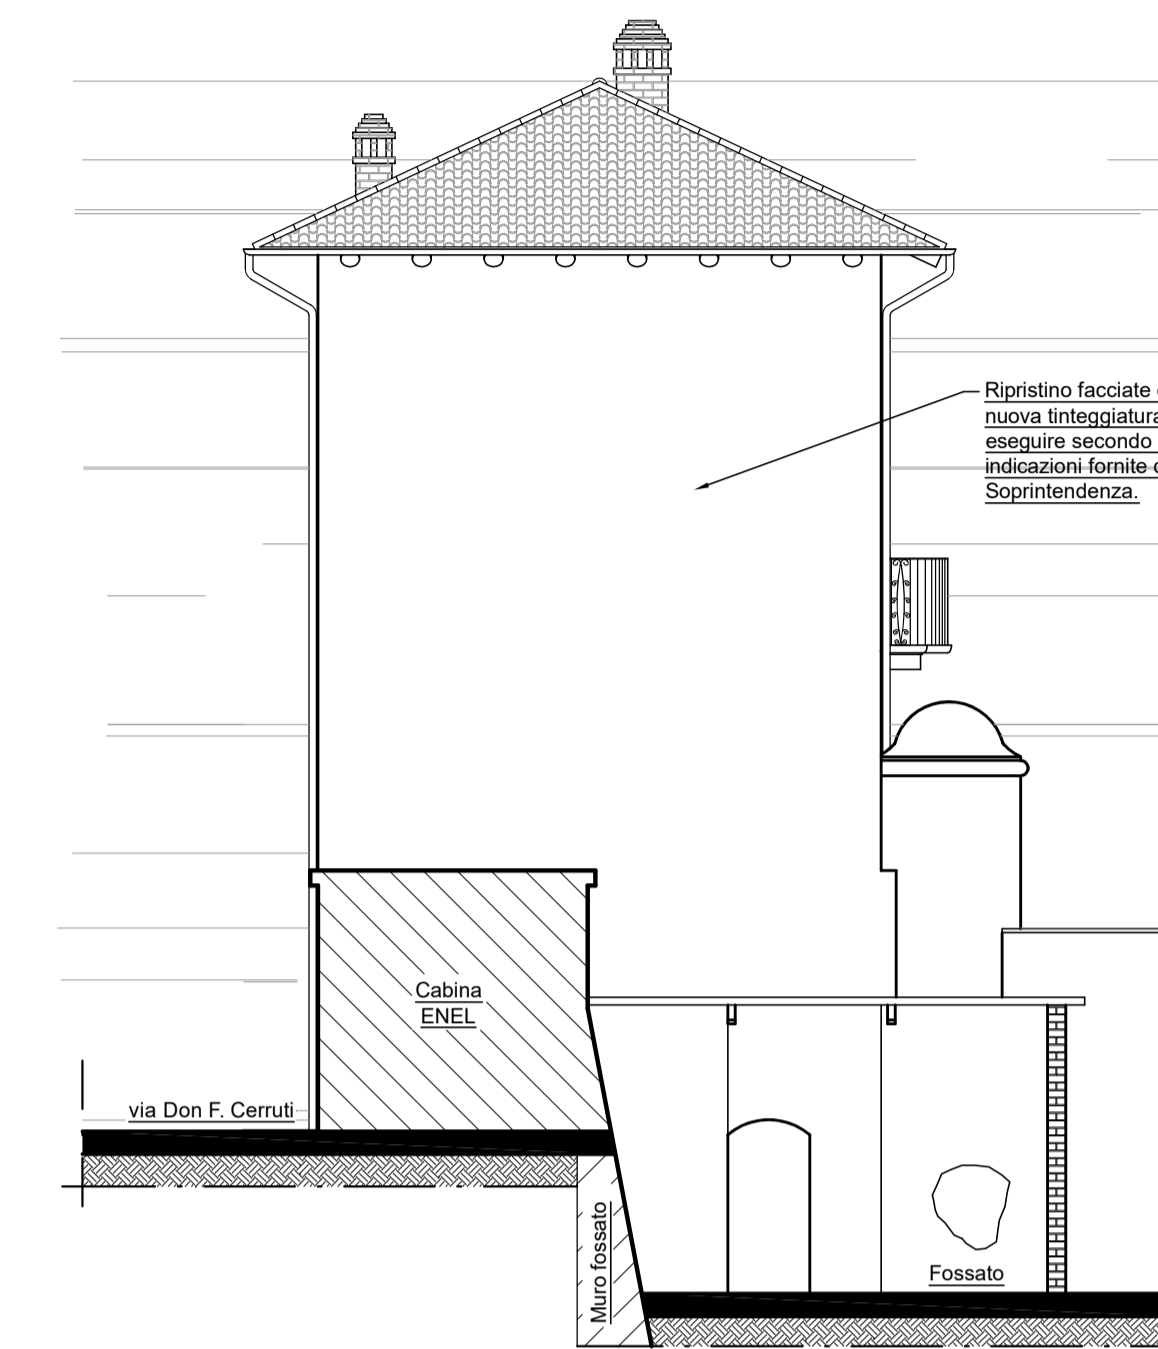 Ripristino facciate
nuova tinteggiatura
eseguire secondo
indicazioni fornite
Soprintendenza.
Cabina
ENEL
via Don F. Cerruti
Muro fossato
Fossato